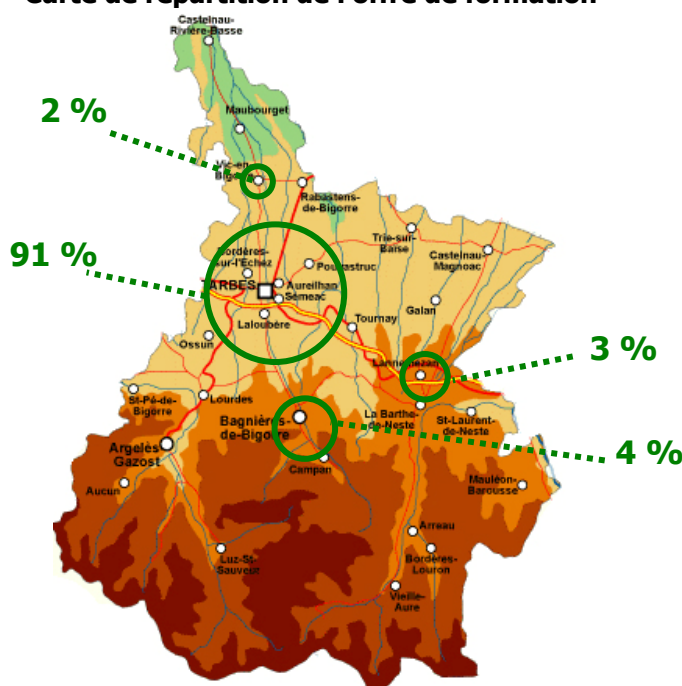 Carte de répartition de l'offre de formation
Castelnau-
Rivière-Basse
2 %
Maubourget
Vic-en
Bigorre
Rabastens-
de-Bigorre
Trie-sur-
Baïse
Castelnau-
Magnoac
91 %
Bordères-
sur-l'Échez
Pouyastruc
TARBES
Aureilhan
Séméac
Galan
Laloubère
Tournay
Ossun
3 %
Lannemezan
St-Pé-de-
Bigorre
Lourdes
La Barthe-
de-Neste
St-Laurent-
de-Neste
Bagnières-
de-Bigorre
Argelès
Gazost
4 %
Campan
Mauléon-
Barousse
Aucun
Arreau
Luz-St-
Sauveur
Bordères-
Louron
Vieille-
Aure